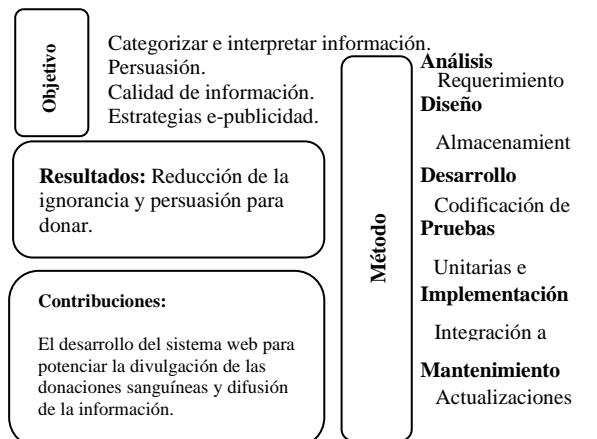 Objetivo
Categorizar e interpretar información.
Persuasión.
Calidad de información.
Estrategias e-publicidad.
Resultados: Reducción de la
ignorancia y persuasión para
donar.
Contribuciones:
El desarrollo del sistema web para
potenciar la divulgación de las
donaciones sanguíneas y difusión
de la información.
Método
Análisis
Requerimiento
Diseño
Almacenamient
Desarrollo
Codificación de
Pruebas
Unitarias e
Implementación
Integración a
Mantenimiento
Actualizaciones